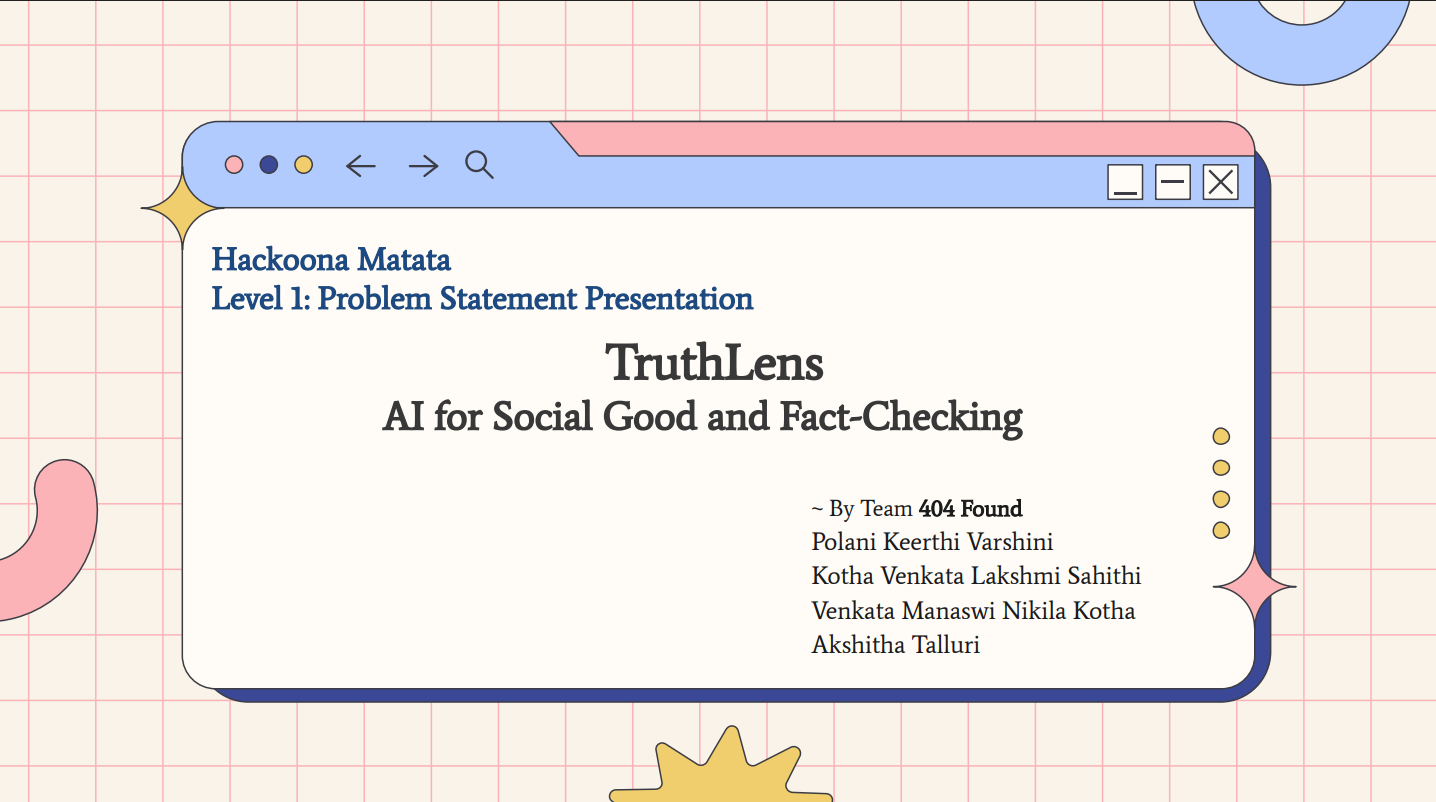 Hackoona Matata
Level 1: Problem Statement Presentation
TruthLens
AI for Social Good and Fact-Checking
~ By Team 404 Found
Polani Keerthi Varshini
Kotha Venkata Lakshmi Sahithi
Venkata Manaswi Nikila Kotha
Akshitha Talluri